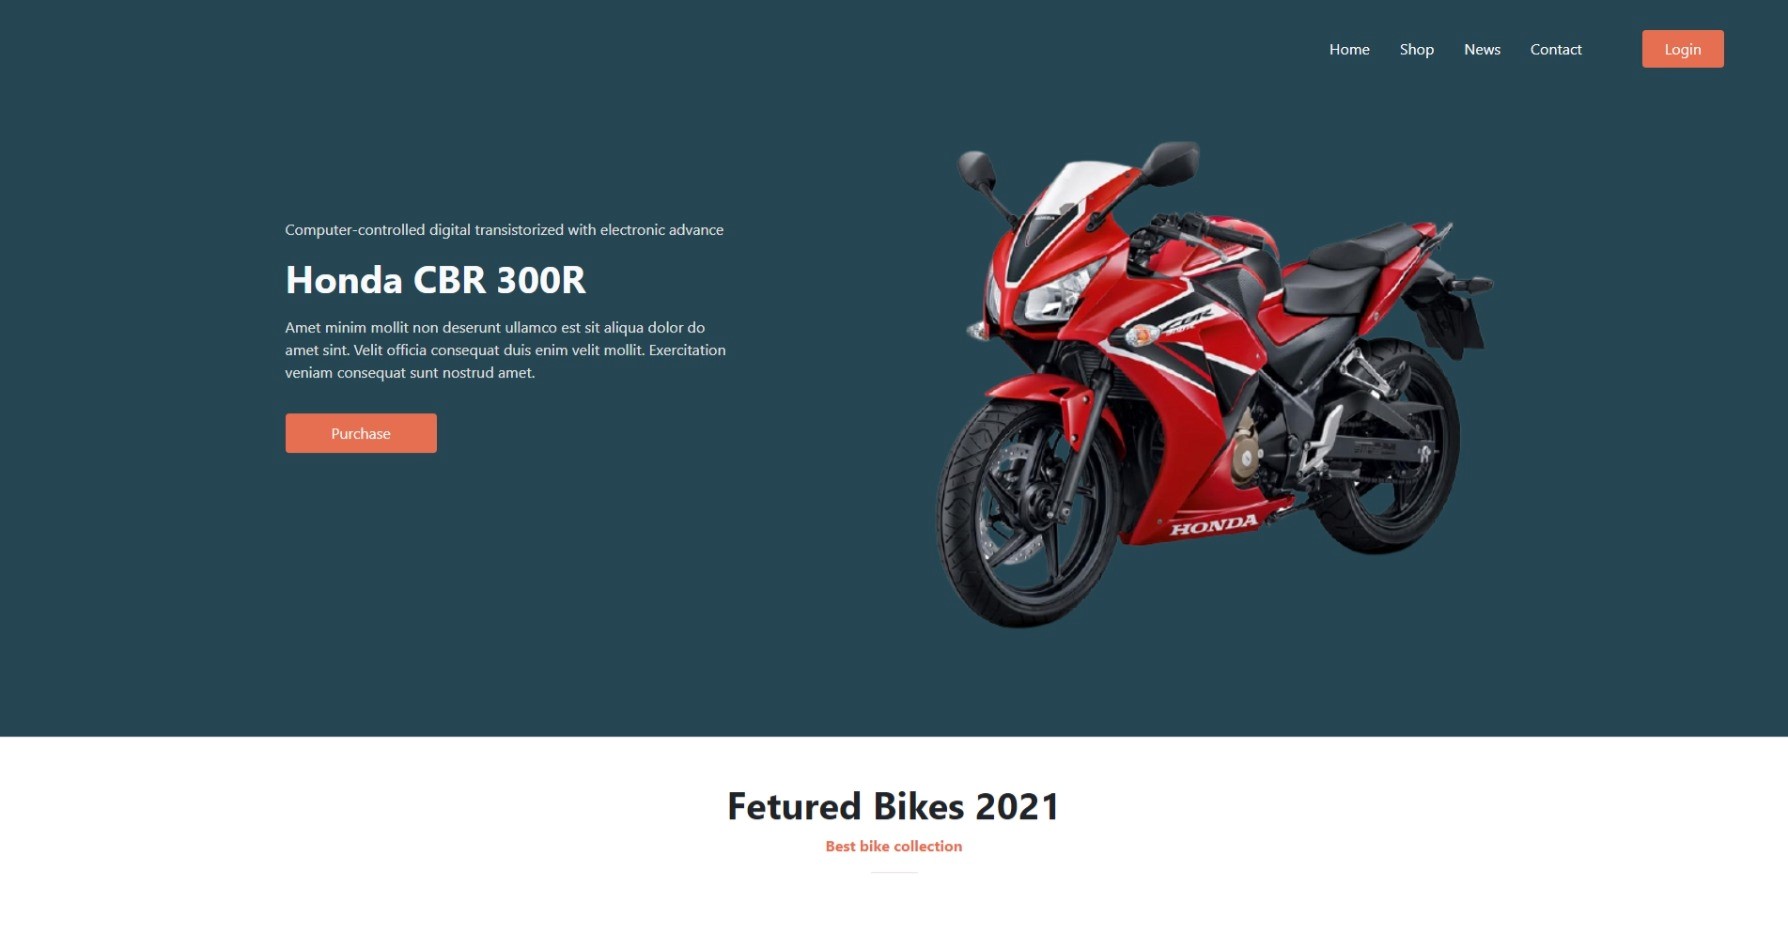 Home Shop News Contact Login
Computer-controlled digital transistorized with electronic advance
Honda CBR 300R
Amet minim mollit non deserunt ullamco est sit aliqua dolor do
amet sint. Velit officia consequat duis enim velit mollit. Exercitation
veniam consequat sunt nostrud amet.
Purchase
HONDA
CBR
HONDA
Fetured Bikes 2021
Best bike collection